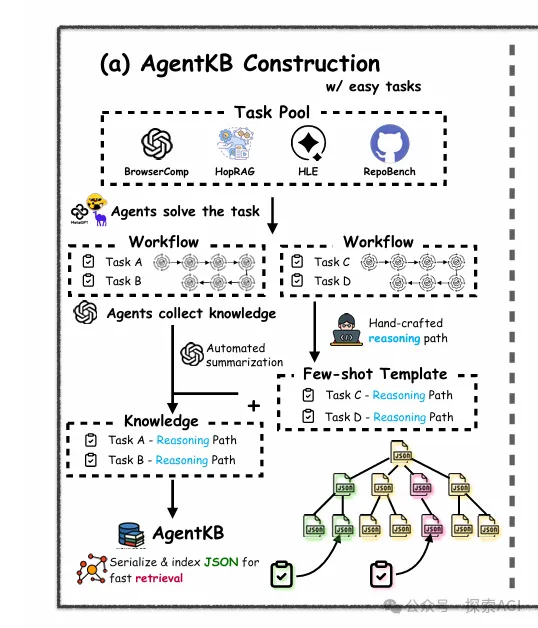 (a) AgentKB Construction
w/ easy tasks
Task Pool
BrowserComp
HopRAG
HLE
RepoBench
MetaGPT
Agents solve the task
Workflow
Task A
Task B
Workflow
Task C
Task D
Agents collect knowledge
Hand-crafted
reasoning path
Automated
summarization
Few-shot Template
Task C - Reasoning Path
Task D - Reasoning Path
+
Knowledge
Task A - Reasoning Path
Task B - Reasoning Path
JSON
JSON
JSON
JSON
JSON
JSON
JSON
JSON
JSON
JSON
JSON
JSON
AgentKB
Serialize & index JSON for
fast retrieval
公众号 · 探索AGI